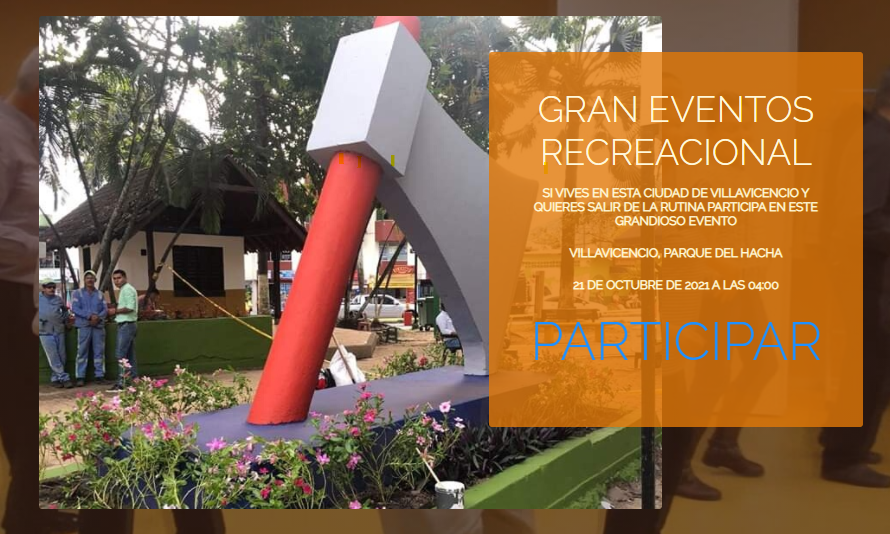 GRAN EVENTOS
RECREACIONAL
SI VIVES EN ESTA CIUDAD DE VILLAVICENCIO Y
QUIERES SALIR DE LA RUTINA PARTICIPA EN ESTE
GRANDIOSO EVENTO
VILLAVICENCIO, PARQUE DEL HACHA
21 DE OCTUBRE DE 2021 A LAS 04:00
PARTICIPAR